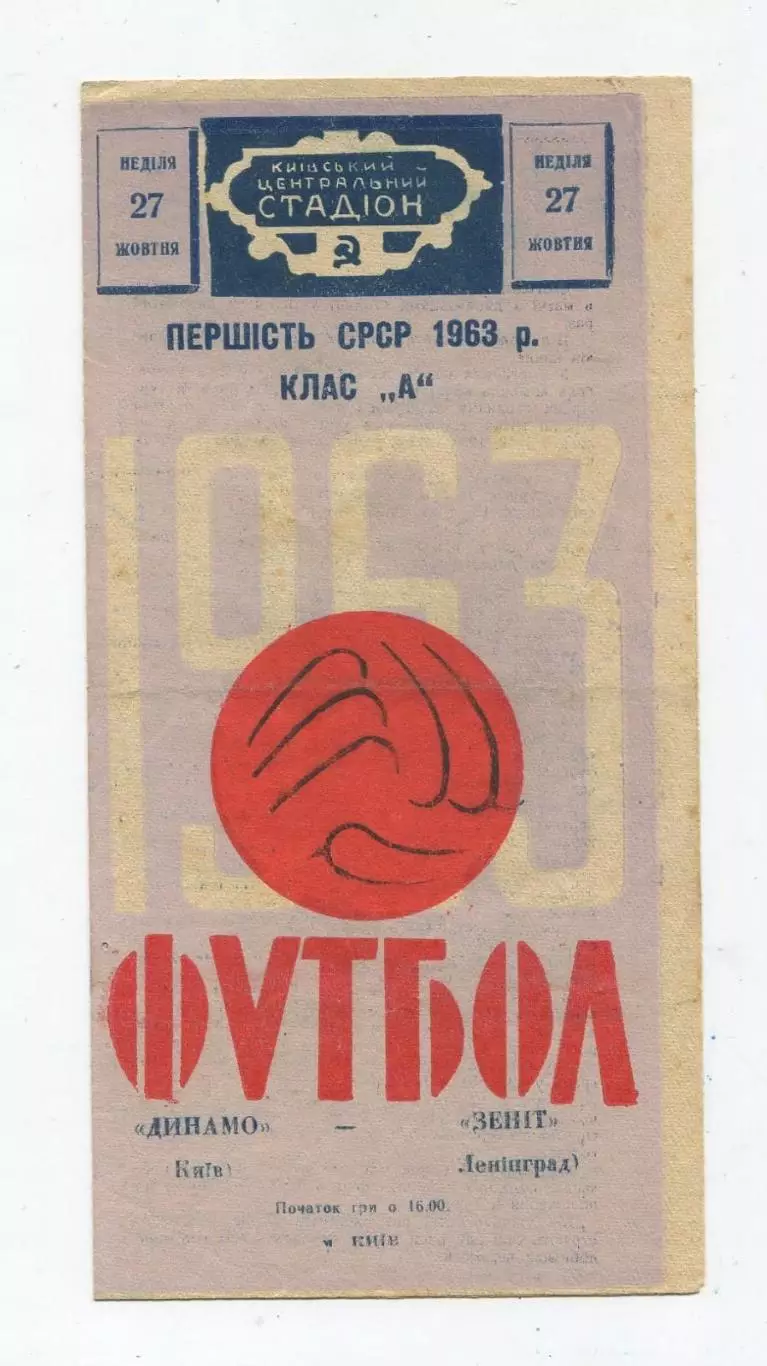 НЕДІЛЯ
27
ЖОВТНЯ
КИЇВСЬКИЙ
ЦЕНТРАЛЬНИЙ
СТАДІОН
НЕДІЛЯ
27
ЖОВТНЯ
ПЕРШІСТЬ СРСР 1963 р.
КЛАС „А“
1963
ФУТБОЛ
«ДИНАМО» — «ЗЕНІТ»
(Київ) Ленінград)
Початок гри о 16.00.
м КИЇВ